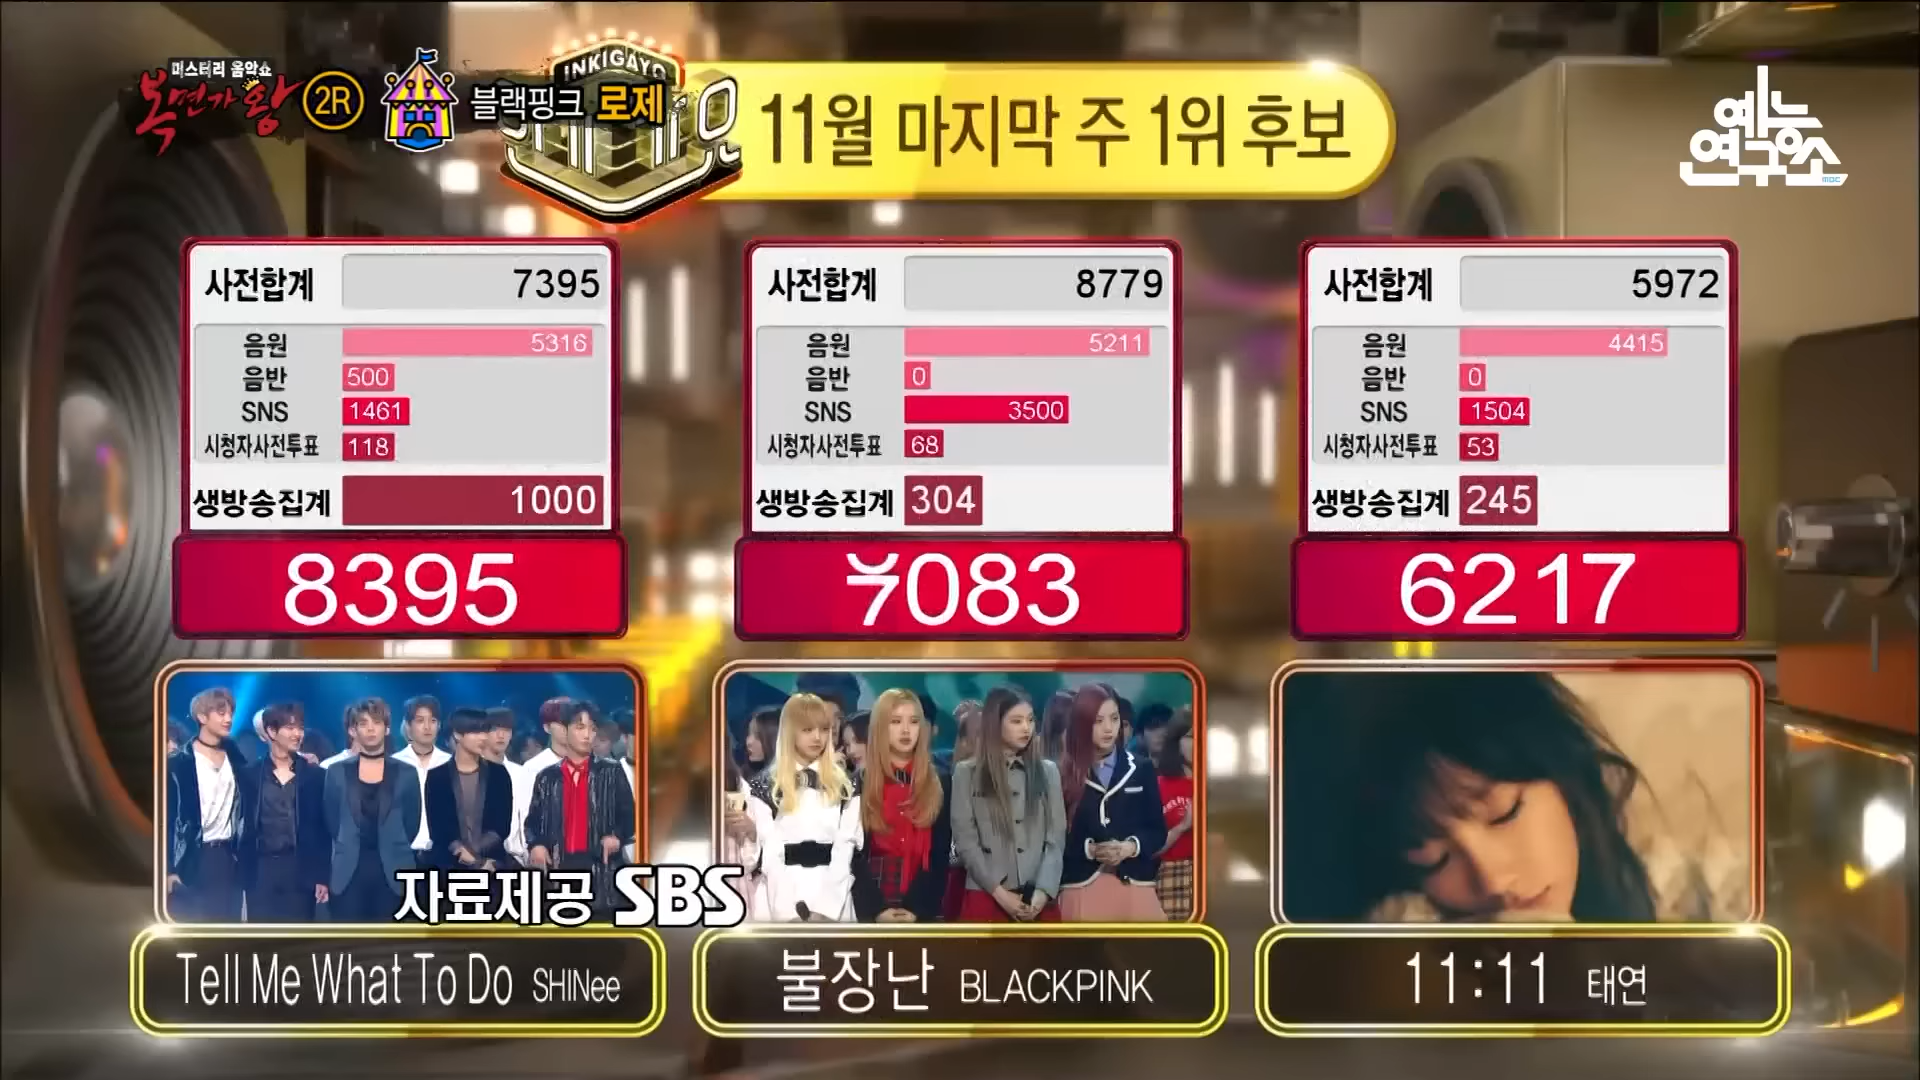 미스터리 음악쇼
복면가왕
2R
블랙핑크 로제
INKIGAYO
11월 마지막 주 1위 후보
예능연구소
MBC
사전합계 7395
음원 5316
음반 500
SNS 1461
시청자사전투표 118
생방송집계 1000
8395
사전합계 8779
음원 5211
음반 0
SNS 3500
시청자사전투표 68
생방송집계 304
083
사전합계 5972
음원 4415
음반 0
SNS 1504
시청자사전투표 53
생방송집계 245
6217
자료제공 SBS
Tell Me What To Do SHINee
불장난 BLACKPINK
11:11 태연